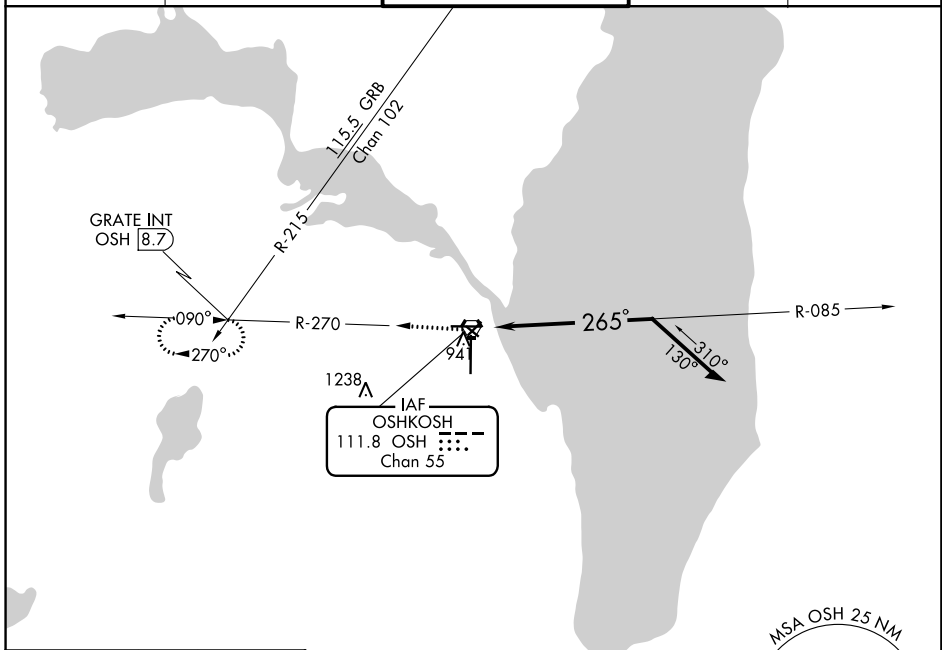 115.5 GRB
Chan 102
R-215
GRATE INT
OSH 8.7
090°
R-270
270°
265°
R-085
310°
130°
941
1238
IAF
OSHKOSH
111.8 OSH
Chan 55
MSA OSH 25 NM